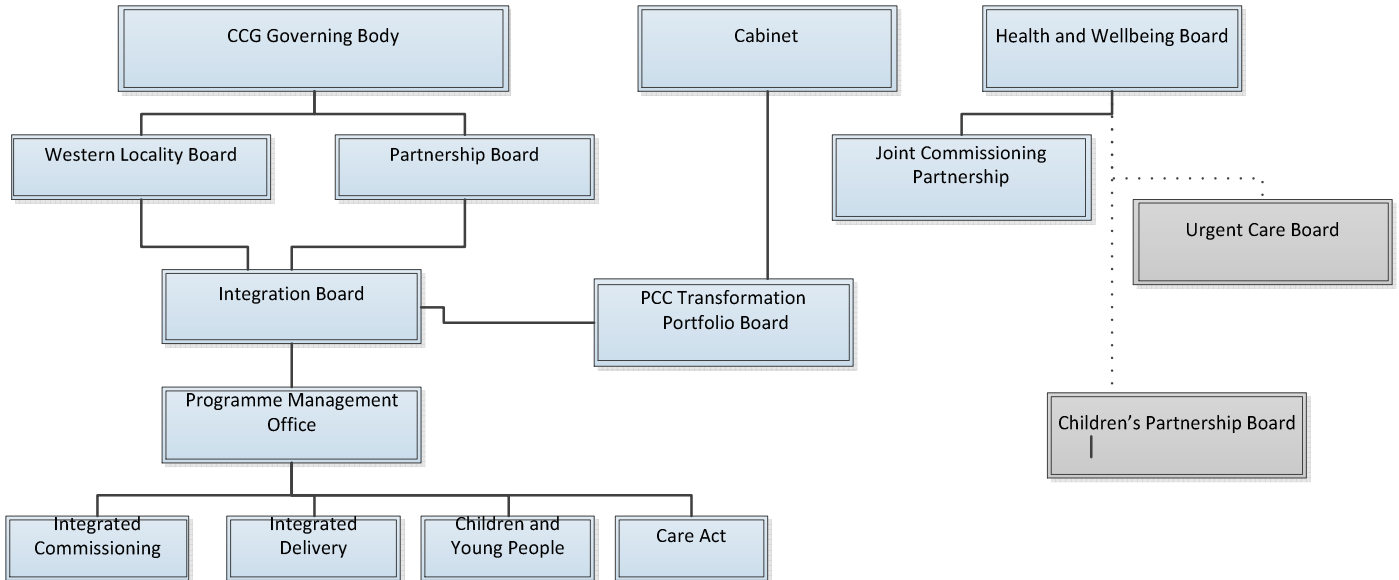 CCG Governing Body
Cabinet
Health and Wellbeing Board
Western Locality Board
Partnership Board
Joint Commissioning
Partnership
Urgent Care Board
Integration Board
PCC Transformation
Portfolio Board
Programme Management
Office
Children’s Partnership Board
Integrated
Commissioning
Integrated
Delivery
Children and
Young People
Care Act